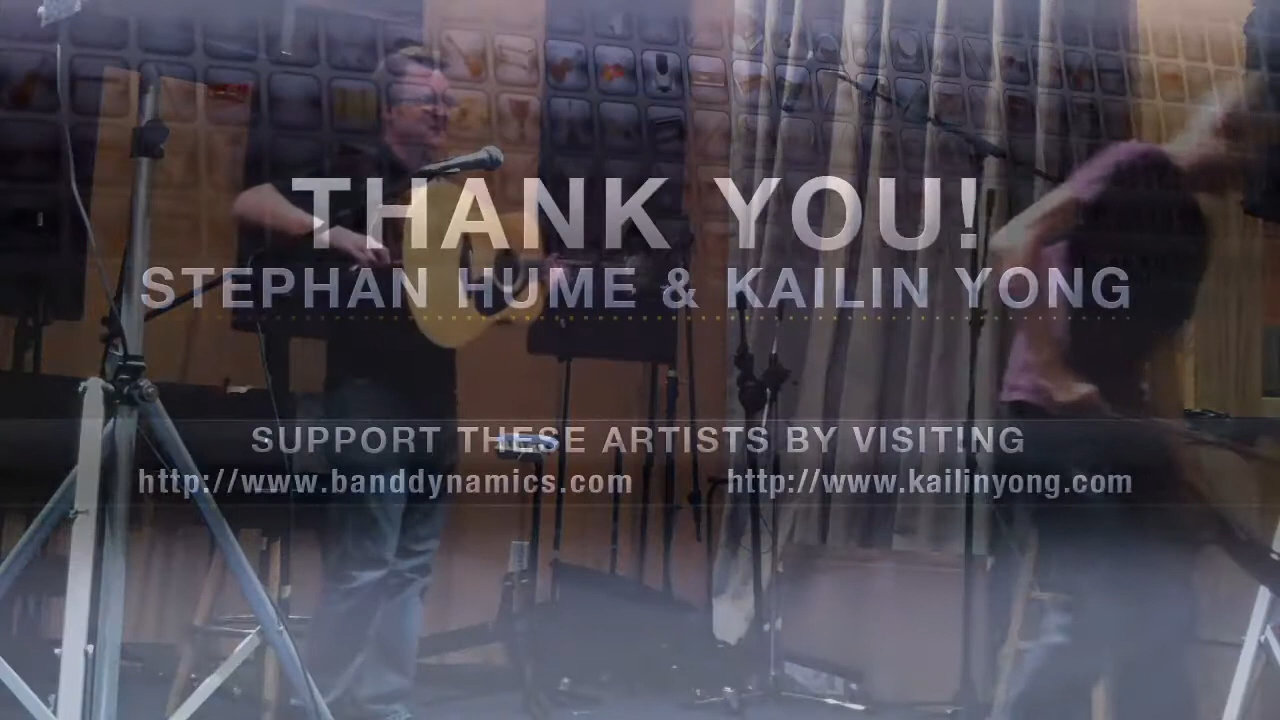 THANK YOU!
STEPHAN HUME & KAILIN YONG
SUPPORT THESE ARTISTS BY VISITING
http://www.banddynamics.com http://www.kailinyong.com